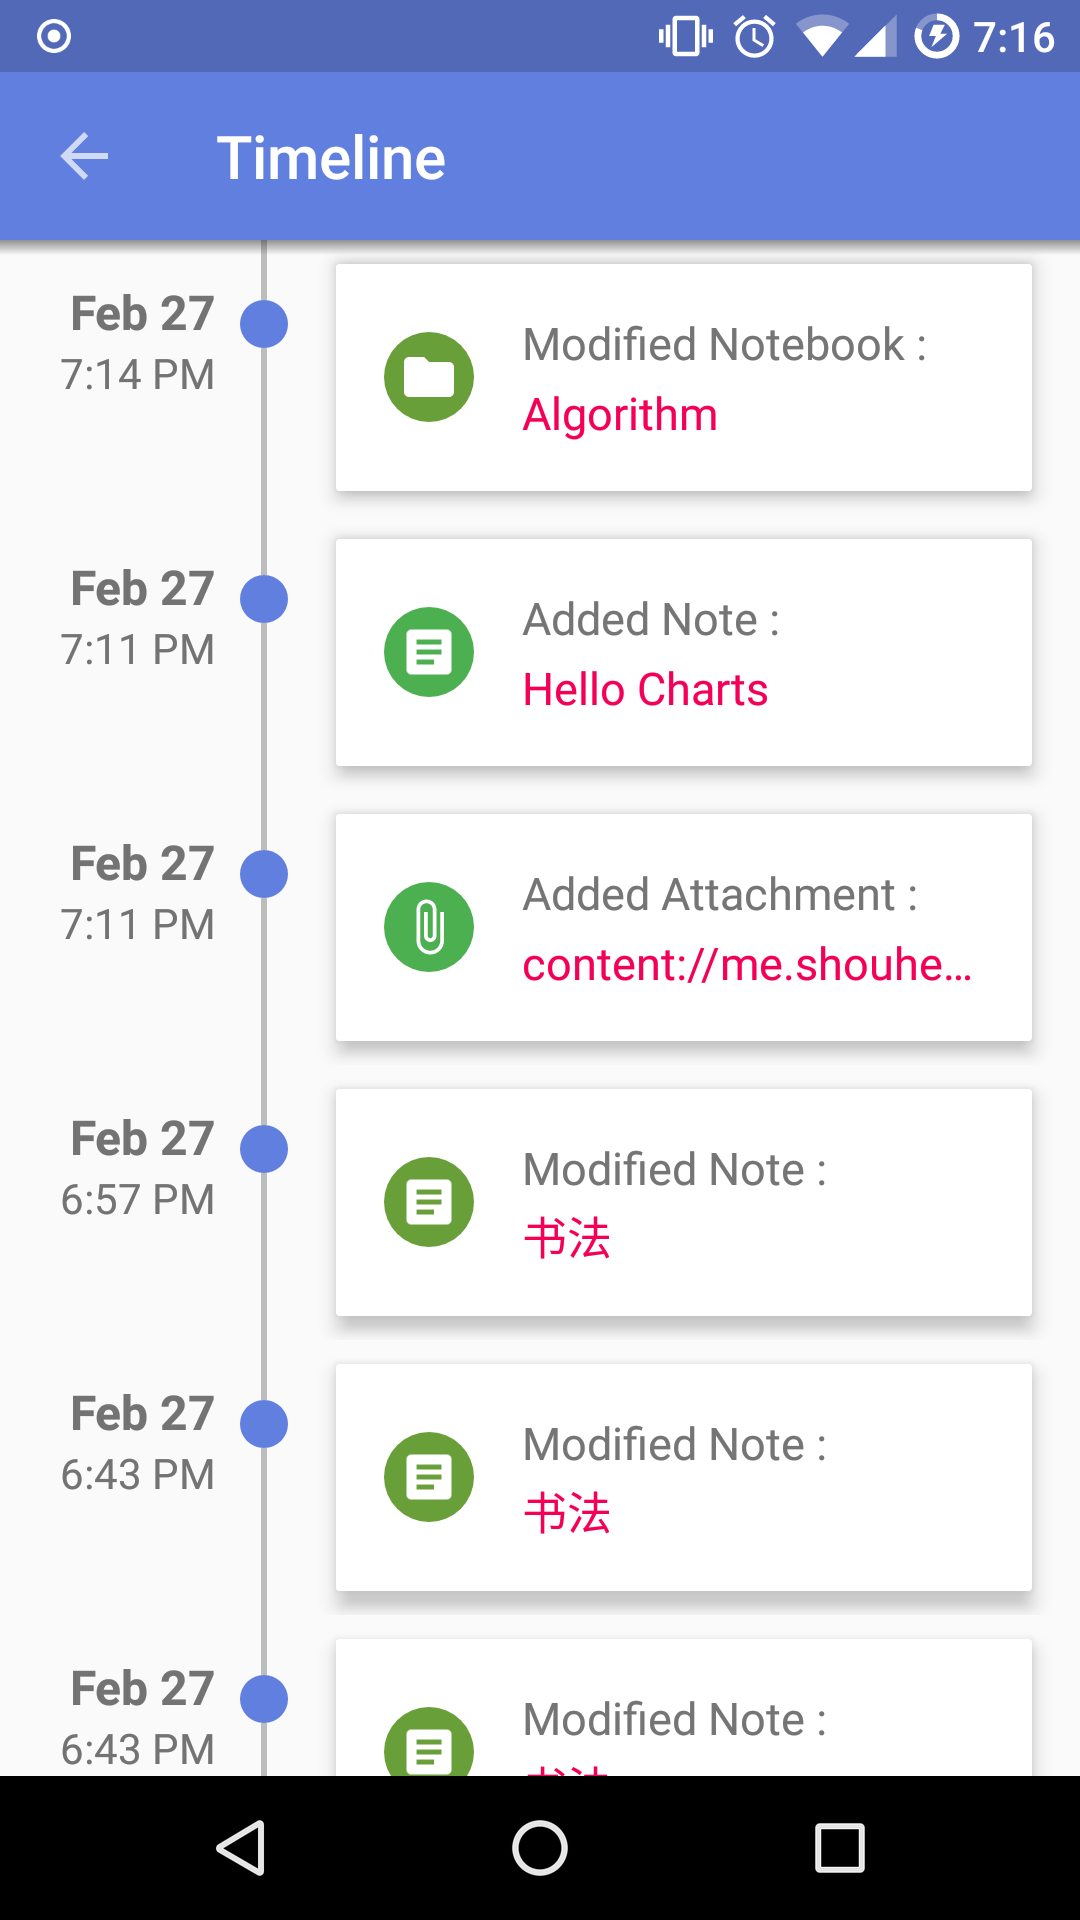 7:16
Timeline
Feb 27
7:14 PM
Modified Notebook :
Algorithm
Feb 27
7:11 PM
Added Note :
Hello Charts
Feb 27
7:11 PM
Added Attachment :
content://me.shouhe…
Feb 27
6:57 PM
Modified Note :
书法
Feb 27
6:43 PM
Modified Note :
书法
Feb 27
6:43 PM
Modified Note :